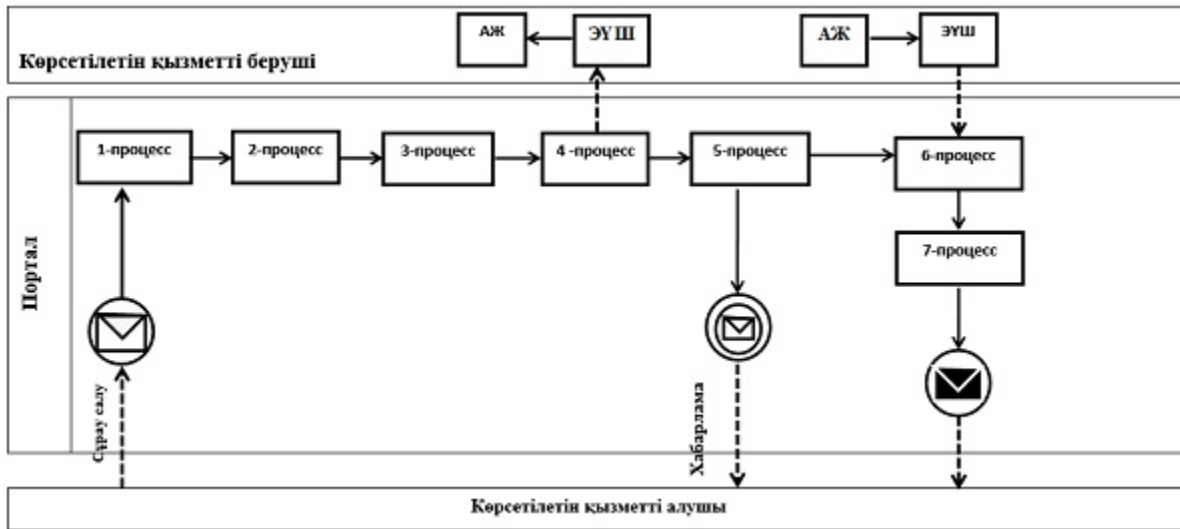 АЖ
ЭҮШ
АЖ
ЭҮШ
Көрсетілетін қызметті беруші
1-процесс
2-процесс
3-процесс
4 -процесс
5-процесс
6-процесс
7-процесс
Портал
Сұрау салу
Хабарлама
Көрсетілетін қызметті алушы